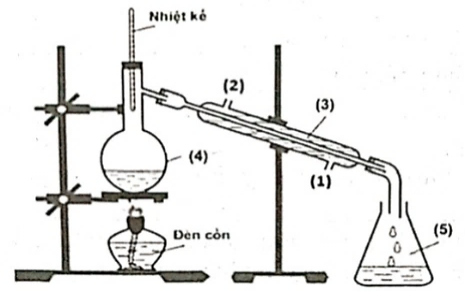 Nhiệt kế
(2)
(3)
(4)
(1)
(5)
Đèn cồn